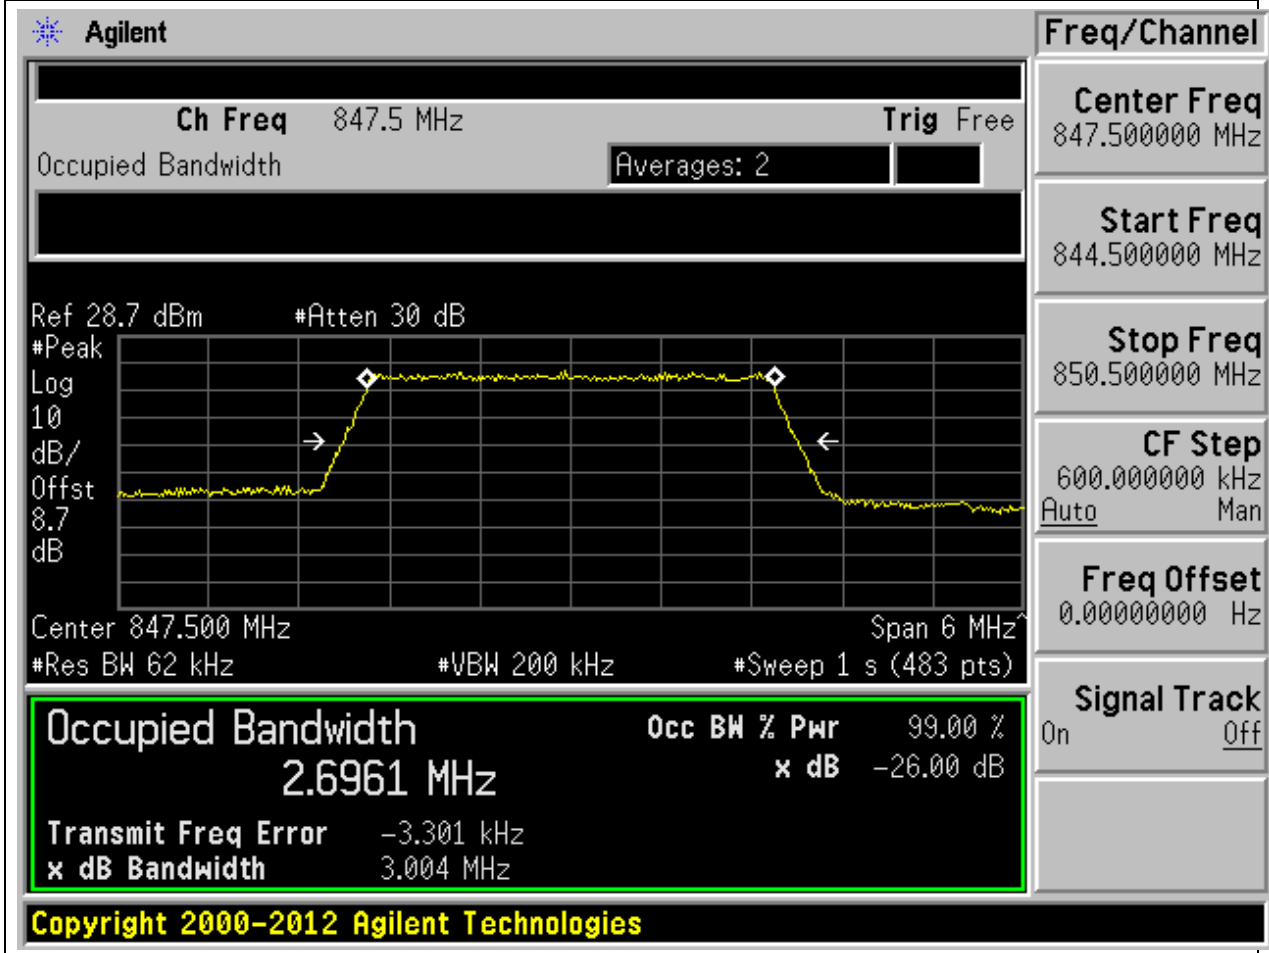 Agilent
Freq/Channel
Ch Freq 847.5 MHz Trig Free
Occupied Bandwidth Averages: 2
Center Freq
847.500000 MHz
Start Freq
844.500000 MHz
Stop Freq
850.500000 MHz
CF Step
600.000000 kHz
Auto Man
Freq Offset
0.00000000 Hz
Signal Track
On Off
Ref 28.7 dBm #Atten 30 dB
#Peak
Log
10
dB/
Offst
8.7
dB
Center 847.500 MHz Span 6 MHz^
#Res BW 62 kHz #VBW 200 kHz #Sweep 1 s (483 pts)
Occupied Bandwidth Occ BW % Pwr 99.00 %
2.6961 MHz x dB -26.00 dB
Transmit Freq Error -3.301 kHz
x dB Bandwidth 3.004 MHz
Copyright 2000-2012 Agilent Technologies